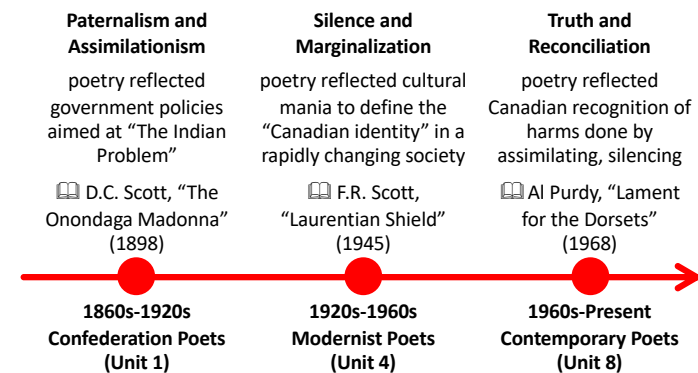 Paternalism and
Assimilationism
poetry reflected
government policies
aimed at “The Indian
Problem”
🕮 D.C. Scott, “The
Onondaga Madonna”
(1898)
1860s-1920s
Confederation Poets
(Unit 1)
Silence and
Marginalization
poetry reflected cultural
mania to define the
“Canadian identity” in a
rapidly changing society
🕮 F.R. Scott,
“Laurentian Shield”
(1945)
1920s-1960s
Modernist Poets
(Unit 4)
Truth and
Reconciliation
poetry reflected
Canadian recognition of
harms done by
assimilating, silencing
🕮 Al Purdy, “Lament
for the Dorsets”
(1968)
1960s-Present
Contemporary Poets
(Unit 8)